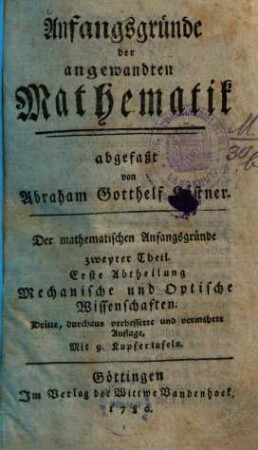 Anfangsgründe
der
angewandten
Mathematik
abgefaßt
von
Abraham Gotthelf Kästner.
Der mathematischen Anfangsgründe
zweyter Theil.
Erste Abtheilung
Mechanische und Optische
Wissenschaften.
Dritte, durchaus verbesserte und vermehrte
Auflage,
Mit 9. Kupfertafeln.
Göttingen
Im Verlag der Wittwe Vandenhoek,